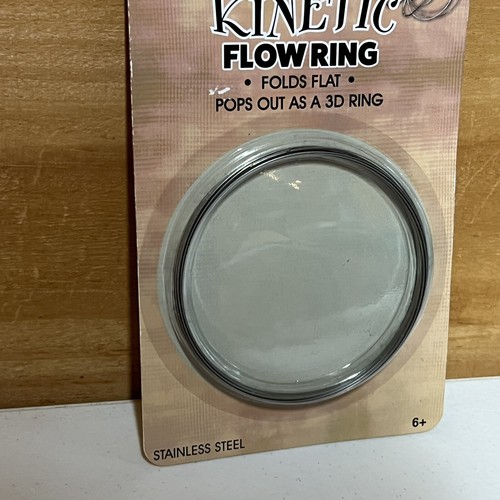 KINETIC
FLOWRING
• FOLDS FLAT •
POPS OUT AS A 3D RING
6+
STAINLESS STEEL